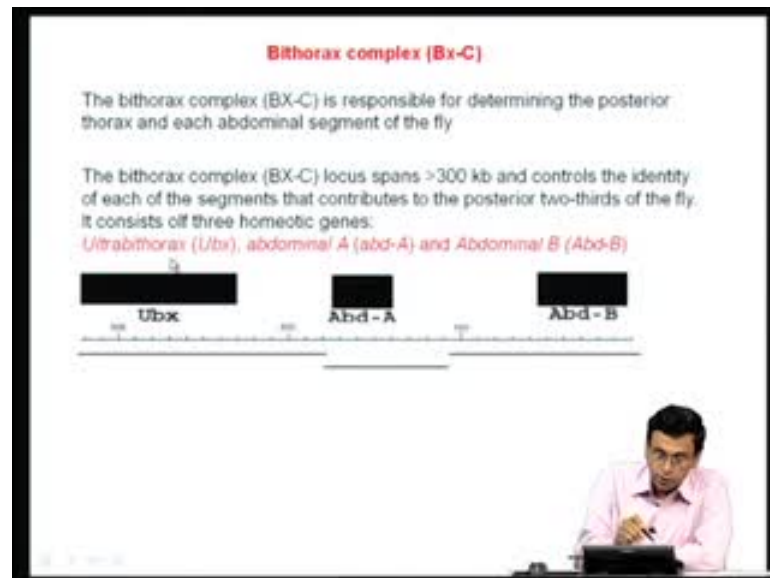 Bithorax complex (Bx-C)
The bithorax complex (BX-C) is responsible for determining the posterior
thorax and each abdominal segment of the fly
The bithorax complex (BX-C) locus spans >300 kb and controls the identity
of each of the segments that contributes to the posterior two-thirds of the fly.
It consists off three homeotic genes:
Ultrabithorax (Ubx), abdominal A (abd-A) and Abdominal B (Abd-B)
Ubx Abd-A Abd-B